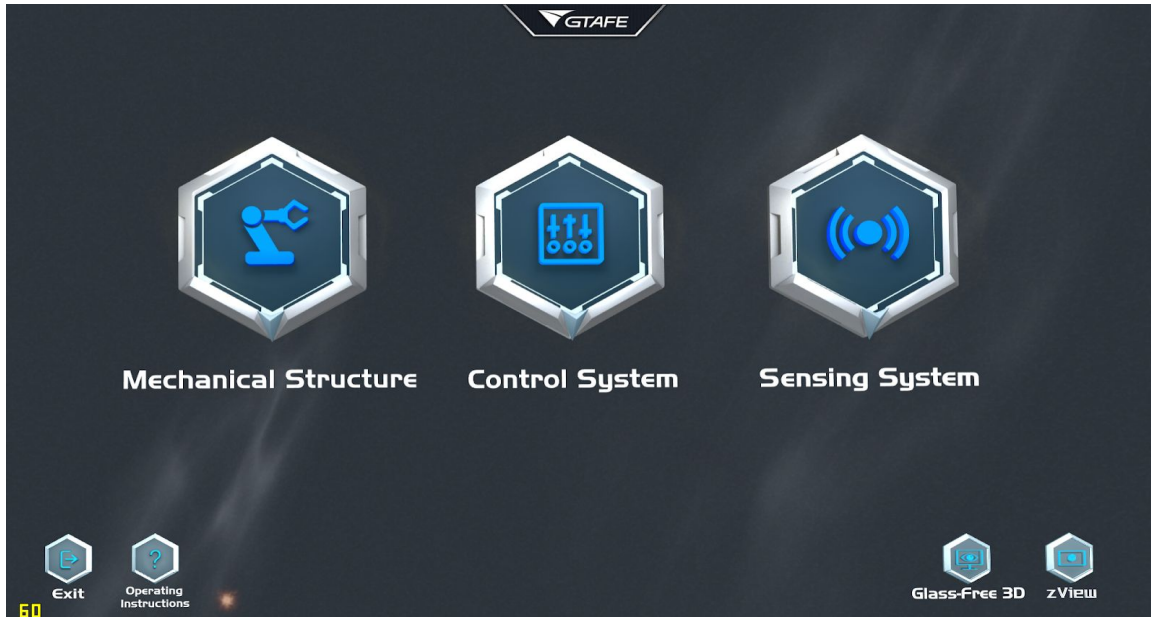 GTAFE
Mechanical Structure
Control System
Sensing System
Exit
Operating
Instructions
Glass-Free 3D
zView
60